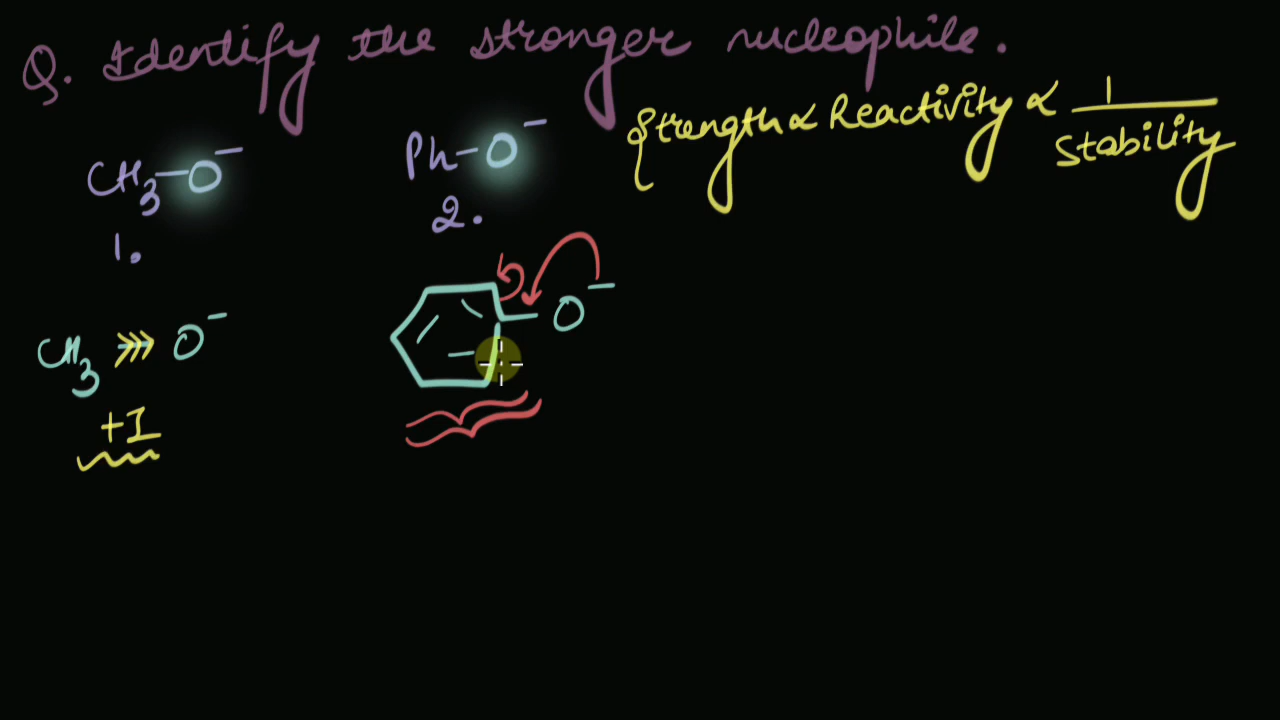 Q. Identify the stronger nucleophile.
Strength ∝ Reactivity ∝ 1/Stability
CH₃–O⁻
Ph–O⁻
1.
2.
CH₃ O⁻
O⁻
+I